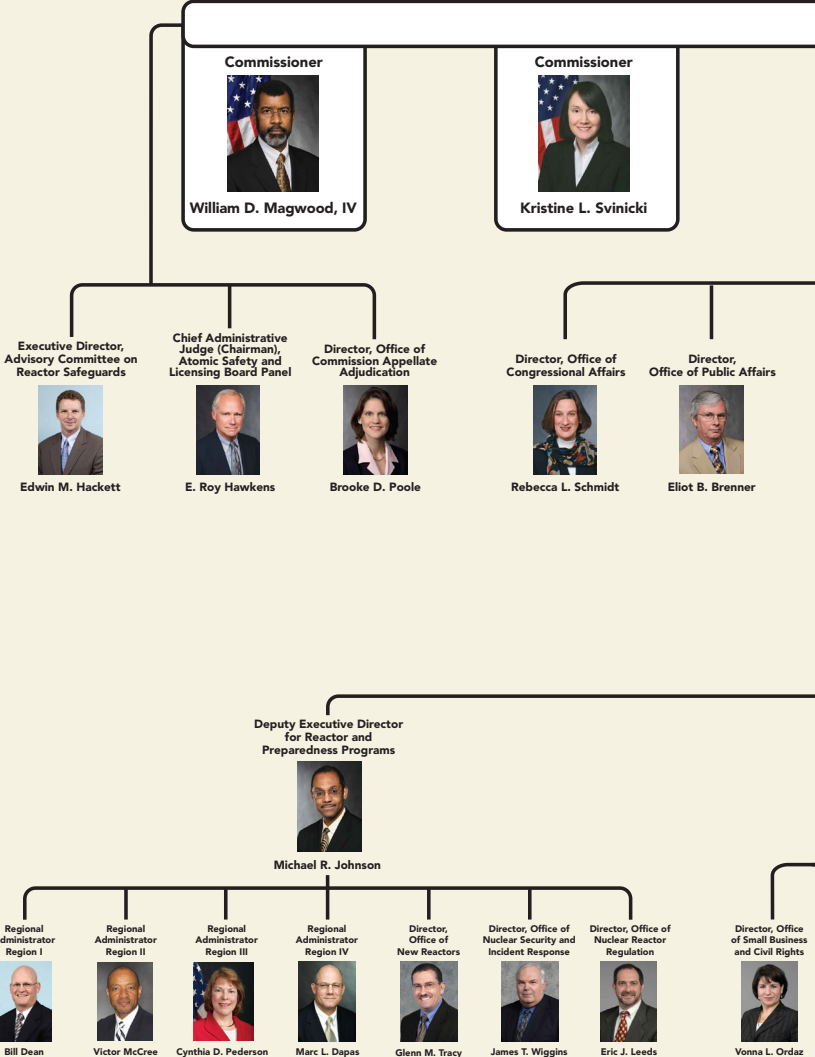 Commissioner
William D. Magwood, IV
Commissioner
Kristine L. Svinicki
Executive Director,
Advisory Committee on
Reactor Safeguards
Edwin M. Hackett
Chief Administrative
Judge (Chairman),
Atomic Safety and
Licensing Board Panel
E. Roy Hawkens
Director, Office of
Commission Appellate
Adjudication
Brooke D. Poole
Director, Office of
Congressional Affairs
Rebecca L. Schmidt
Director,
Office of Public Affairs
Eliot B. Brenner
Deputy Executive Director
for Reactor and
Preparedness Programs
Michael R. Johnson
Regional
dministrator
Region I
Bill Dean
Regional
Administrator
Region II
Victor McCree
Regional
Administrator
Region III
Cynthia D. Pederson
Regional
Administrator
Region IV
Marc L. Dapas
Director,
Office of
New Reactors
Glenn M. Tracy
Director, Office of
Nuclear Security and
Incident Response
James T. Wiggins
Director, Office of
Nuclear Reactor
Regulation
Eric J. Leeds
Director, Office
of Small Business
and Civil Rights
Vonna L. Ordaz